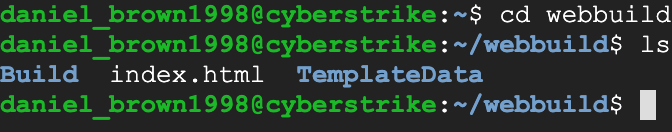 daniel_brown1998@cyberstrike:~$ cd webbuild
daniel_brown1998@cyberstrike:~/webbuild$ ls
Build  index.html  TemplateData
daniel_brown1998@cyberstrike:~/webbuild$